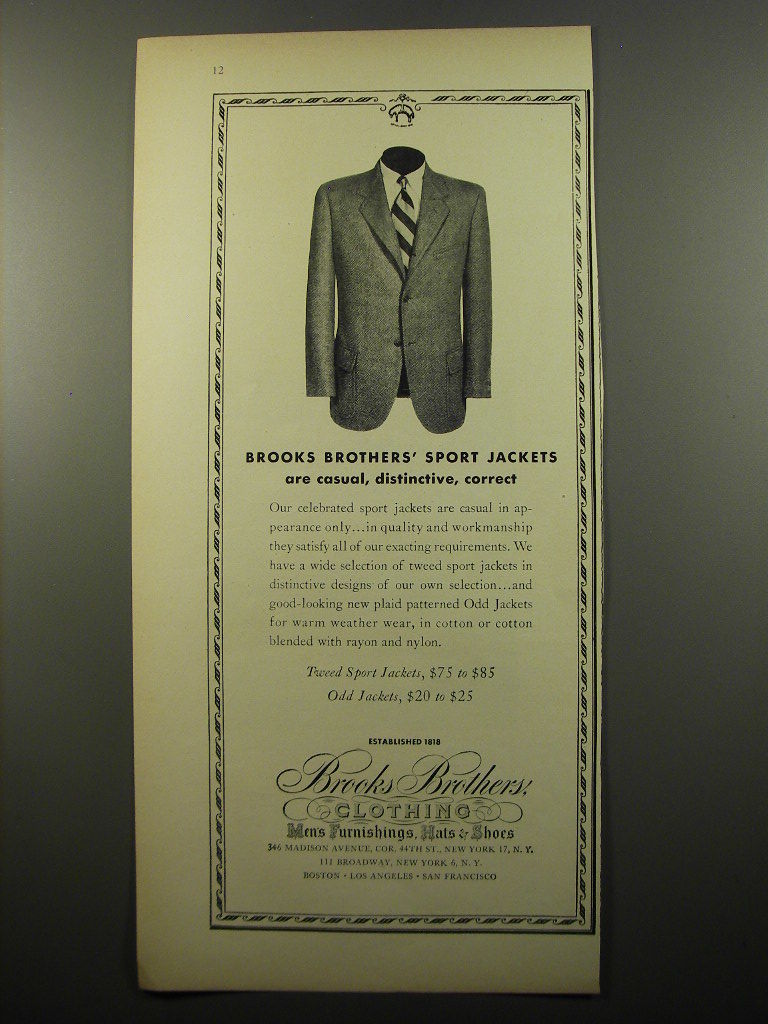 12
BROOKS BROTHERS' SPORT JACKETS
are casual, distinctive, correct
Our celebrated sport jackets are casual in ap-
pearance only...in quality and workmanship
they satisfy all of our exacting requirements. We
have a wide selection of tweed sport jackets in
distinctive designs of our own selection...and
good-looking new plaid patterned Odd Jackets
for warm weather wear, in cotton or cotton
blended with rayon and nylon.
Tweed Sport Jackets, $75 to $85
Odd Jackets, $20 to $25
ESTABLISHED 1818
Brooks Brothers,
CLOTHING
Men's Furnishings, Hats & Shoes
346 MADISON AVENUE, COR. 44TH ST., NEW YORK 17, N. Y.
111 BROADWAY, NEW YORK 6, N. Y.
BOSTON • LOS ANGELES • SAN FRANCISCO